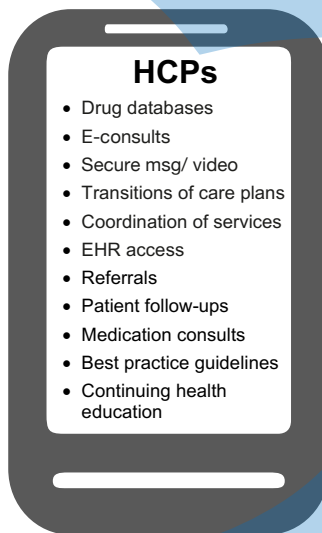 HCPs
• Drug databases
• E-consults
• Secure msg/ video
• Transitions of care plans
• Coordination of services
• EHR access
• Referrals
• Patient follow-ups
• Medication consults
• Best practice guidelines
• Continuing health
education